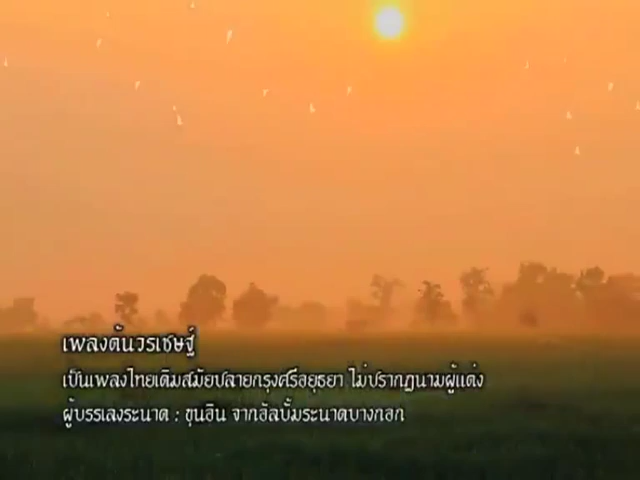 เพลงต้นวรเชษฐ์
เป็นเพลงไทยเดิมสมัยปลายกรุงศรีอยุธยา ไม่ปรากฏนามผู้แต่ง
ผู้บรรเลงระนาด : ขุนอิน จากอัลบั้มระนาดบางกอก